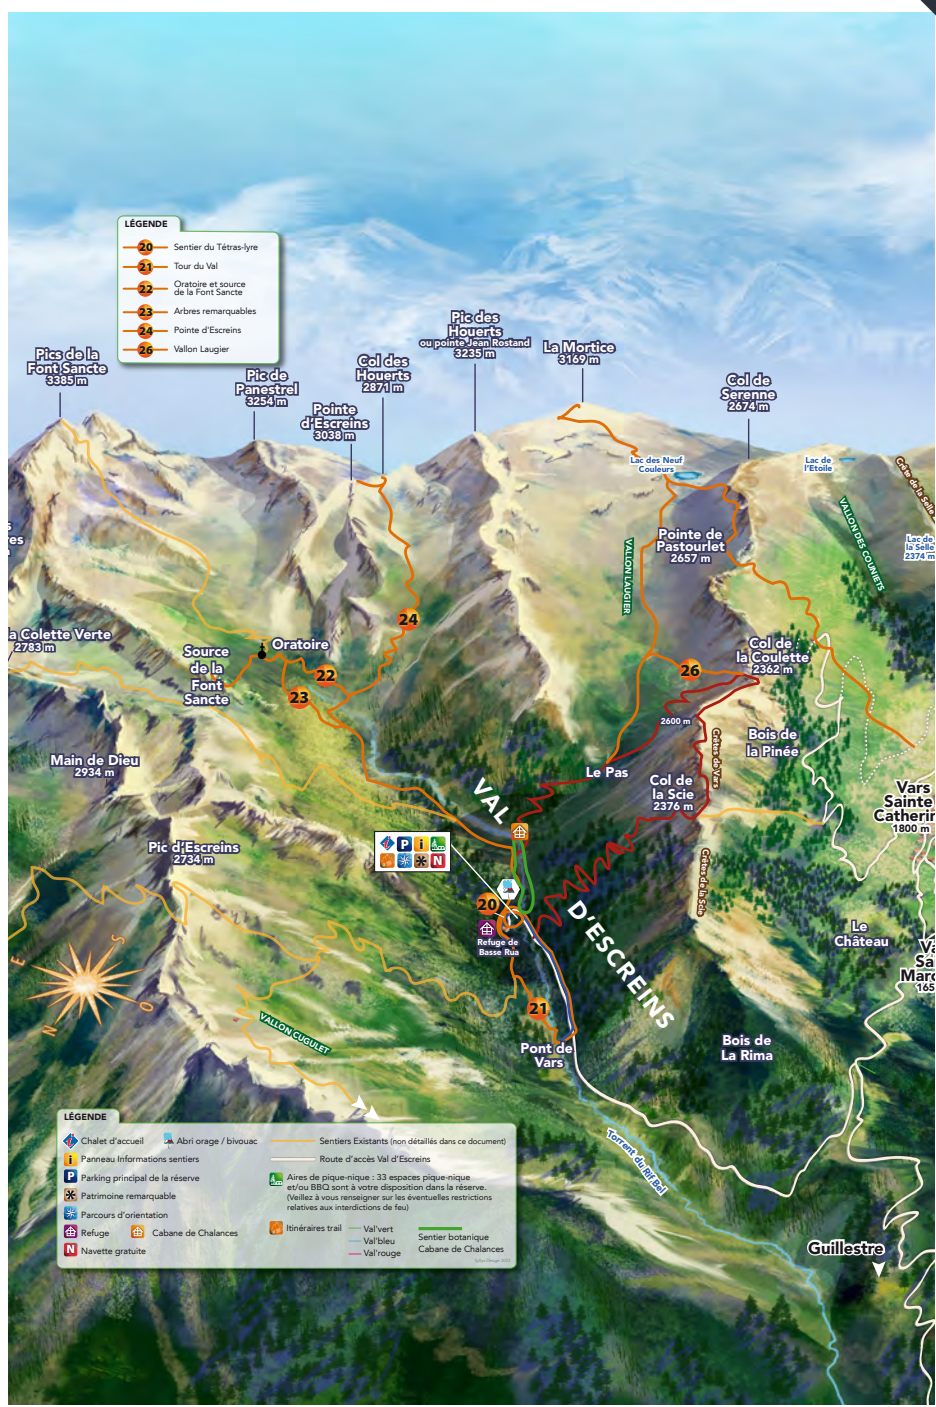 LÉGENDE
20 Sentier du Tétras-lyre
21 Tour du Val
22 Oratoire et source
de la Font Sancte
23 Arbres remarquables
24 Pointe d'Escreins
26 Vallon Laugier
Pics de la
Font Sancte
3385 m
Pic de
Panestrel
3254 m
Pointe
d'Escreins
3038 m
Col des
Houerts
2871 m
Pic des
Houerts
ou pointe Jean Rostand
3235 m
La Mortice
3169 m
Col de
Serenne
2674 m
Lac des Neuf
Couleurs
Lac de
l'Etoile
Crête de la Selle
VALLON DES COUNIETS
Lac de
la Selle
2374 m
Pointe de
Pastourlet
2657 m
VALLON LAUGIER
24
a Colette Verte
2783 m
Source
de la
Font
Sancte
Oratoire
22
23
26
Col de
la Coulette
2362 m
2600 m
Crêtes de Vars
Bois de
la Pinée
Main de Dieu
2934 m
Le Pas
Col de
la Scie
2376 m
Vars
Sainte
Catherin
1800 m
VAL
D'ESCREINS
Pic d'Escreins
2734 m
P i
N
Crêtes de la Scie
20
Refuge de
Basse Rua
Le
Château
Va
Sa
Marc
165
E S
N O
21
VALLON CUGULET
Pont de
Vars
Bois de
La Rima
Torrent du Rif Bel
Guillestre
LÉGENDE
Chalet d'accueil
Abri orage / bivouac
Sentiers Existants (non détaillés dans ce document)
i Panneau Informations sentiers
Route d'accès Val d'Escreins
P Parking principal de la réserve
Aires de pique-nique : 33 espaces pique-nique
et/ou BBQ sont à votre disposition dans la réserve.
(Veillez à vous renseigner sur les éventuelles restrictions
relatives aux interdictions de feu)
Patrimoine remarquable
Parcours d'orientation
Refuge
Cabane de Chalances
N Navette gratuite
Itinéraires trail
Val'vert
Val'bleu
Val'rouge
Sentier botanique
Cabane de Chalances